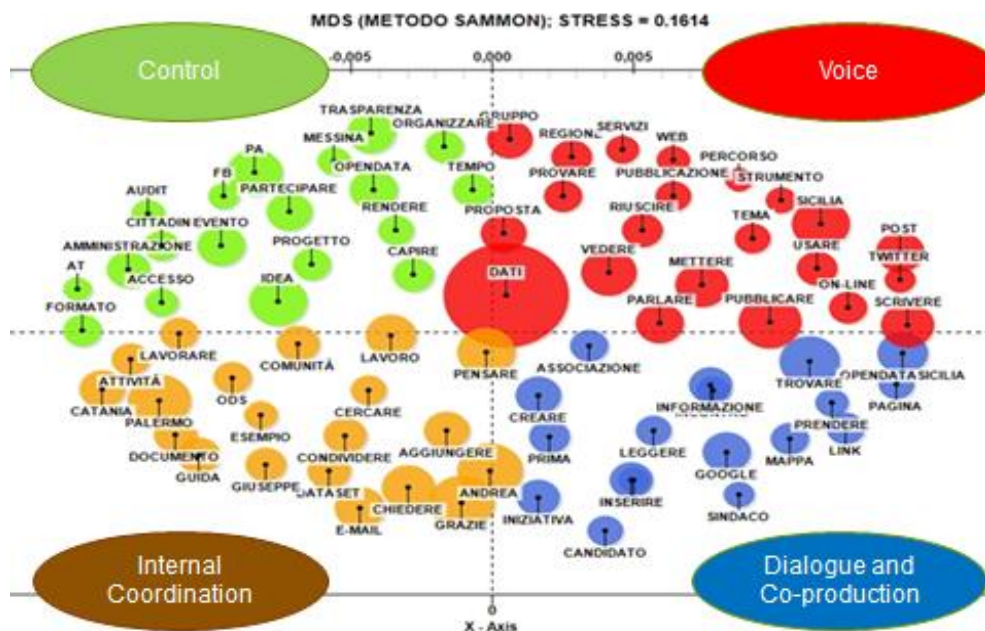 MDS (METODO SAMMON); STRESS = 0.1614
Control
-0.005
0,000
0,005
Voice
TRASPARENZA
ORGANIZZARE
GRUPPO
MESSINA
REGIONE
SERVIZI
WEB
PA
OPENDATA
TEMPO
PROVARE
PUBBLICAZIONE
PERCORSO
FB
PARTECIPARE
STRUMENTO
AUDIT
RENDERE
PROPOSTA
RIUSCIRE
SICILIA
CITTADIN
EVENTO
TEMA
POST
AMMINISTRAZIONE
PROGETTO
CAPIRE
VEDERE
USARE
TWITTER
AT
ACCESSO
IDEA
DATI
METTERE
ON-LINE
FORMATO
PARLARE
PUBBLICARE
SCRIVERE
LAVORARE
COMUNITÀ
LAVORO
PENSARE
ASSOCIAZIONE
TROVARE
OPENDATASICILIA
ATTIVITÀ
CATANIA
ODS
CERCARE
CREARE
INFORMAZIONE
PAGINA
PALERMO
ESEMPIO
PRENDERE
DOCUMENTO
CONDIVIDERE
AGGIUNGERE
PRIMA
LEGGERE
GOOGLE
MAPPA
LINK
GUIDA
GIUSEPPE
DATASET
CHIEDERE
ANDREA
INIZIATIVA
INSERIRE
SINDACO
E-MAIL
GRAZIE
CANDIDATO
Internal
Coordination
Dialogue and
Co-production
0
X - Axis